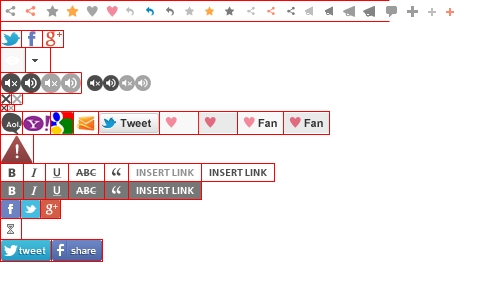 g+
Aol. Y! Tweet Fan Fan
B I U ABC “ INSERT LINK INSERT LINK
B I U ABC “ INSERT LINK
f g+
tweet f share